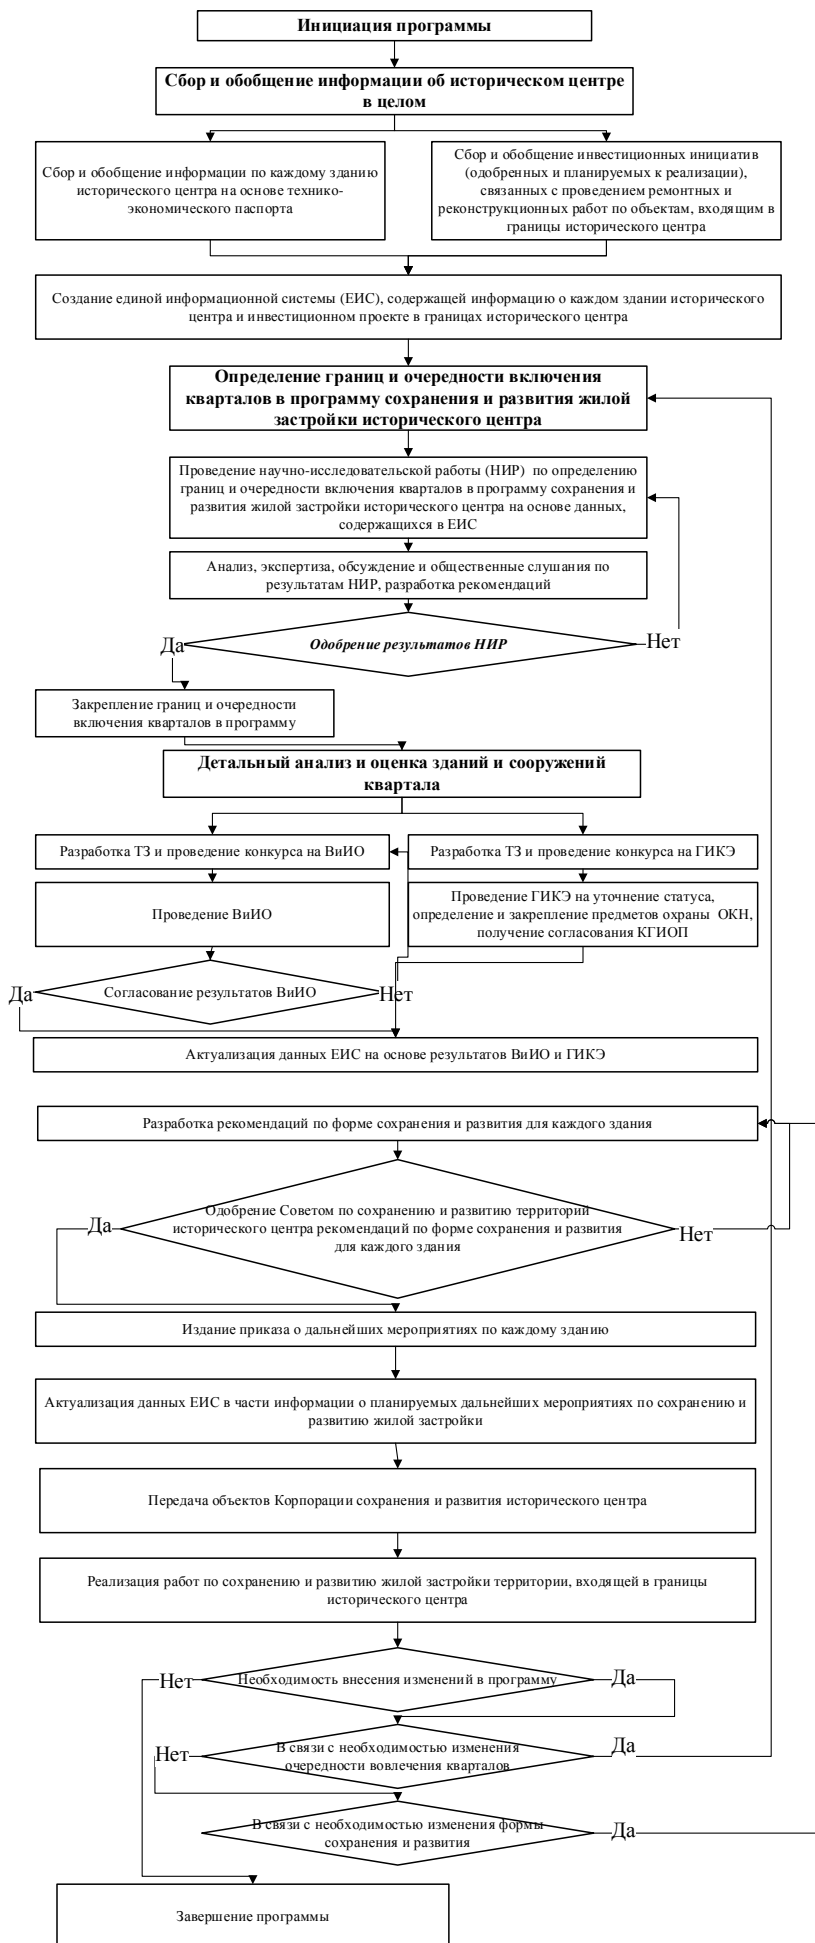 Инициация программы
Сбор и обобщение информации об историческом центре
в целом
Сбор и обобщение информации по каждому зданию
исторического центра на основе технико-
экономического паспорта
Сбор и обобщение инвестиционных инициатив
(одобренных и планируемых к реализации),
связанных с проведением ремонтных и
реконструкционных работ по объектам, входящим в
границы исторического центра
Создание единой информационной системы (ЕИС), содержащей информацию о каждом здании исторического
центра и инвестиционном проекте в границах исторического центра
Определение границ и очередности включения
кварталов в программу сохранения и развития жилой
застройки исторического центра
Проведение научно-исследовательской работы (НИР) по определению
границ и очередности включения кварталов в программу сохранения и
развития жилой застройки исторического центра на основе данных,
содержащихся в ЕИС
Анализ, экспертиза, обсуждение и общественные слушания по
результатам НИР, разработка рекомендаций
Да
Одобрение результатов НИР
Нет
Закрепление границ и очередности
включения кварталов в программу
Детальный анализ и оценка зданий и сооружений
квартала
Разработка ТЗ и проведение конкурса на ВиИО
Разработка ТЗ и проведение конкурса на ГИКЭ
Проведение ВиИО
Проведение ГИКЭ на уточнение статуса,
определение и закрепление предметов охраны ОКН,
получение согласования КГИОП
Да
Согласование результатов ВиИО
Нет
Актуализация данных ЕИС на основе результатов ВиИО и ГИКЭ
Разработка рекомендаций по форме сохранения и развития для каждого здания
Да
Одобрение Советом по сохранению и развитию территории
исторического центра рекомендаций по форме сохранения и развития
для каждого здания
Нет
Издание приказа о дальнейших мероприятиях по каждому зданию
Актуализация данных ЕИС в части информации о планируемых дальнейших мероприятиях по сохранению и
развитию жилой застройки
Передача объектов Корпорации сохранения и развития исторического центра
Реализация работ по сохранению и развитию жилой застройки территории, входящей в границы
исторического центра
Нет
Необходимость внесения изменений в программу
Да
Нет
В связи с необходимостью изменения
очередности вовлечения кварталов
Да
В связи с необходимостью изменения формы
сохранения и развития
Да
Завершение программы